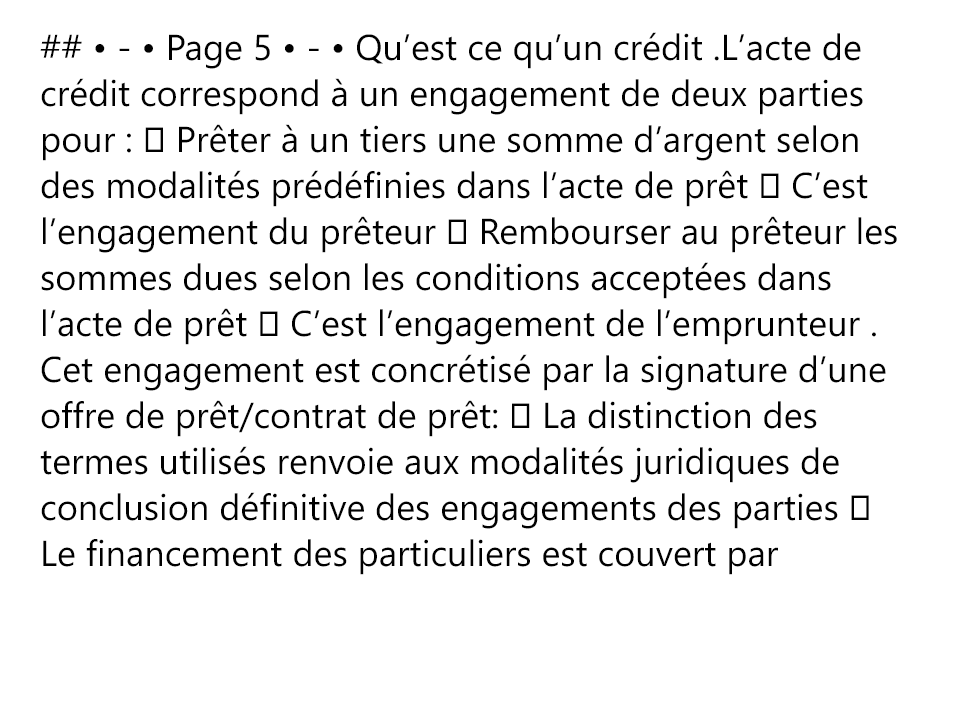 ## • - • Page 5 • - • Qu’est ce qu’un crédit .L’acte de
crédit correspond à un engagement de deux parties
pour : ▯ Prêter à un tiers une somme d’argent selon
des modalités prédéfinies dans l’acte de prêt ▯ C’est
l’engagement du prêteur ▯ Rembourser au prêteur les
sommes dues selon les conditions acceptées dans
l’acte de prêt ▯ C’est l’engagement de l’emprunteur .
Cet engagement est concrétisé par la signature d’une
offre de prêt/contrat de prêt: ▯ La distinction des
termes utilisés renvoie aux modalités juridiques de
conclusion définitive des engagements des parties ▯
Le financement des particuliers est couvert par